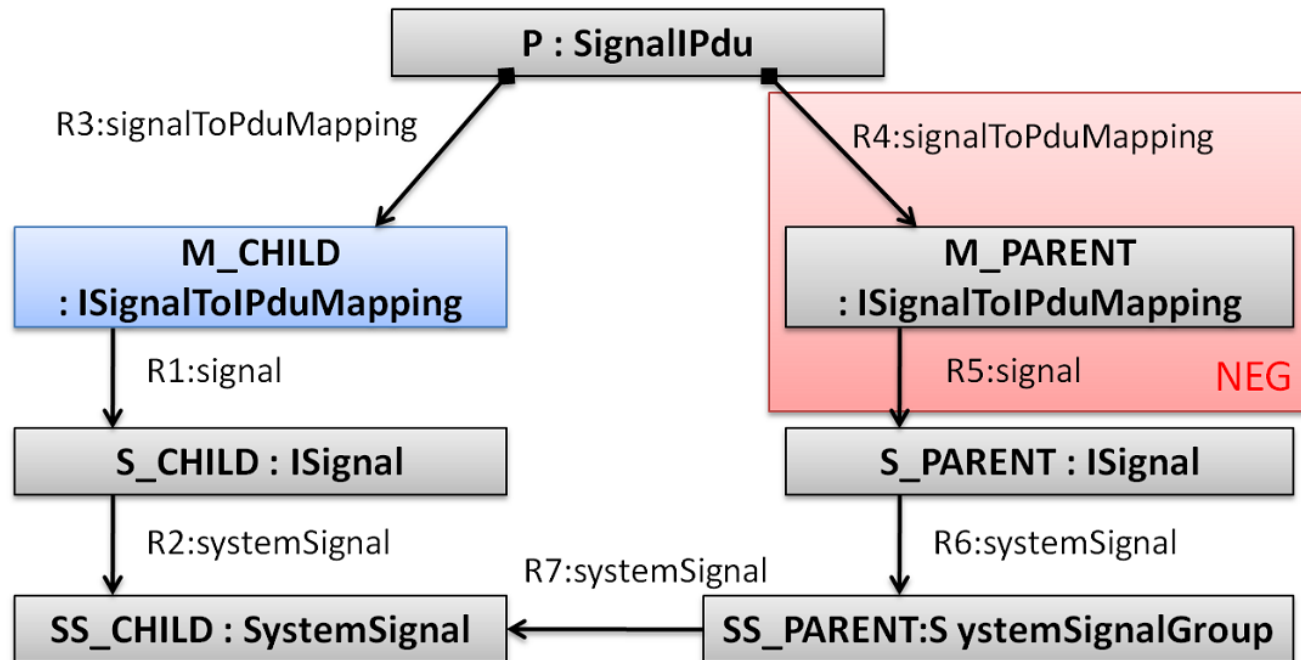 P : SignalIPdu
R3:signalToPduMapping
R4:signalToPduMapping
M_CHILD
: ISignalToIPduMapping
M_PARENT
: ISignalToIPduMapping
R1:signal
R5:signal
NEG
S_CHILD : ISignal
S_PARENT : ISignal
R2:systemSignal
R6:systemSignal
R7:systemSignal
SS_CHILD : SystemSignal
SS_PARENT:S ystemSignalGroup